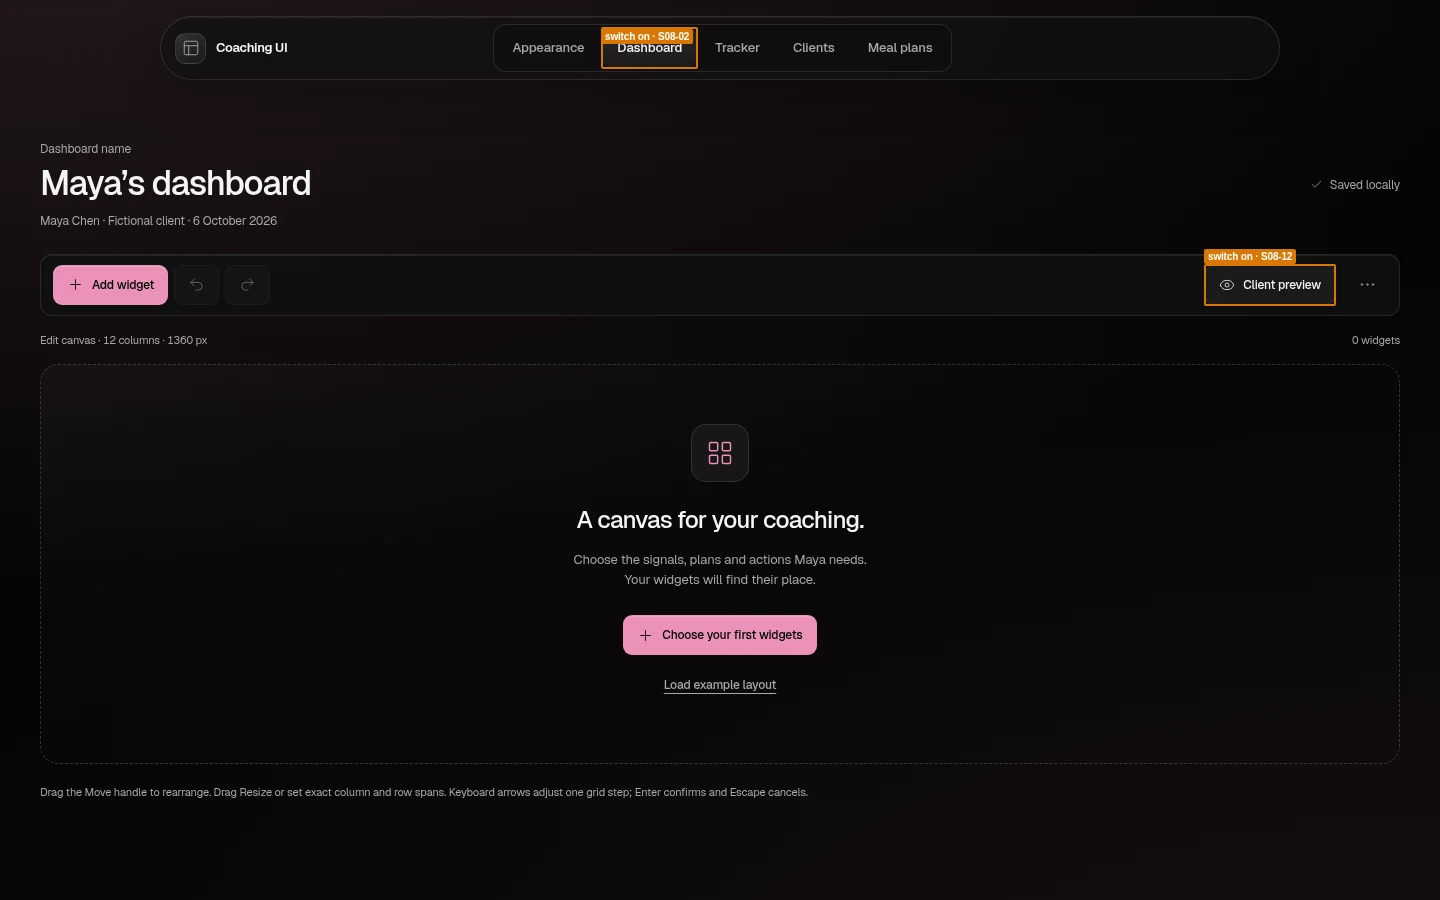 Coaching UI
Appearance
switch on · S08-02
Dashboard
Tracker
Clients
Meal plans
Dashboard name
Maya’s dashboard
Saved locally
Maya Chen · Fictional client · 6 October 2026
Add widget
switch on · S08-12
Client preview
Edit canvas · 12 columns · 1360 px
0 widgets
A canvas for your coaching.
Choose the signals, plans and actions Maya needs.
Your widgets will find their place.
Choose your first widgets
Load example layout
Drag the Move handle to rearrange. Drag Resize or set exact column and row spans. Keyboard arrows adjust one grid step; Enter confirms and Escape cancels.